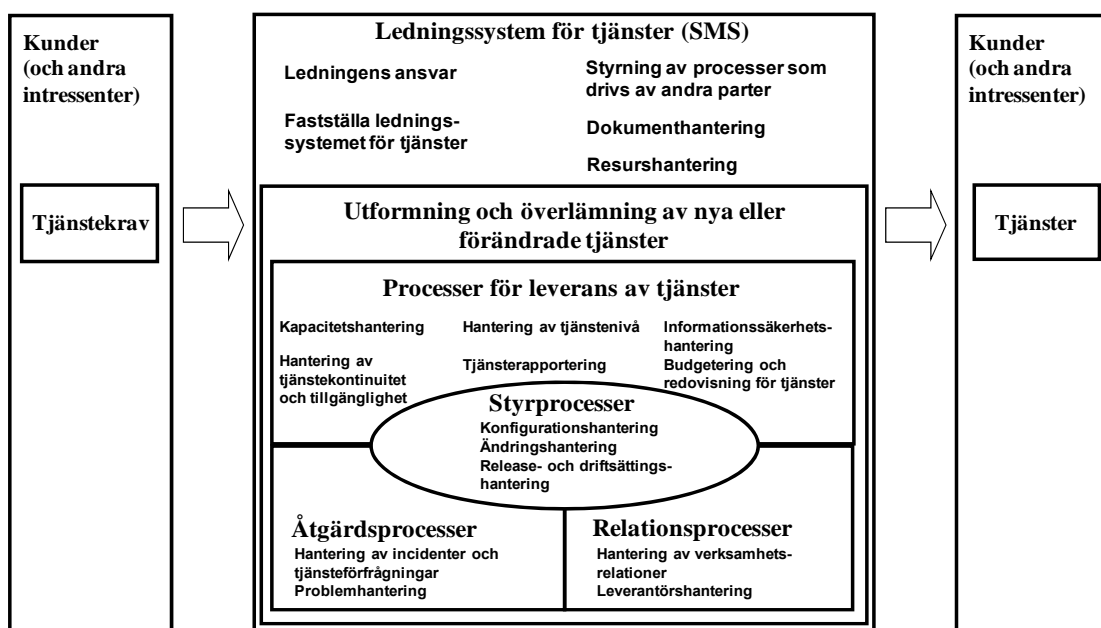 Kunder
(och andra
intressenter)
Tjänstekrav
Ledningssystem för tjänster (SMS)
Ledningens ansvar
Fastställa lednings-
systemet för tjänster
Styrning av processer som
drivs av andra parter
Dokumenthantering
Resurshantering
Utformning och överlämning av nya eller
förändrade tjänster
Processer för leverans av tjänster
Kapacitetshantering
Hantering av
tjänstekontinuitet
och tillgänglighet
Hantering av tjänstenivå
Tjänsterapportering
Informationssäkerhets-
hantering
Budgetering och
redovisning för tjänster
Styrprocesser
Konfigurationshantering
Ändringshantering
Release- och driftsättings-
hantering
Åtgärdsprocesser
Hantering av incidenter och
tjänsteförfrågningar
Problemhantering
Relationsprocesser
Hantering av verksamhets-
relationer
Leverantörshantering
Kunder
(och andra
intressenter)
Tjänster